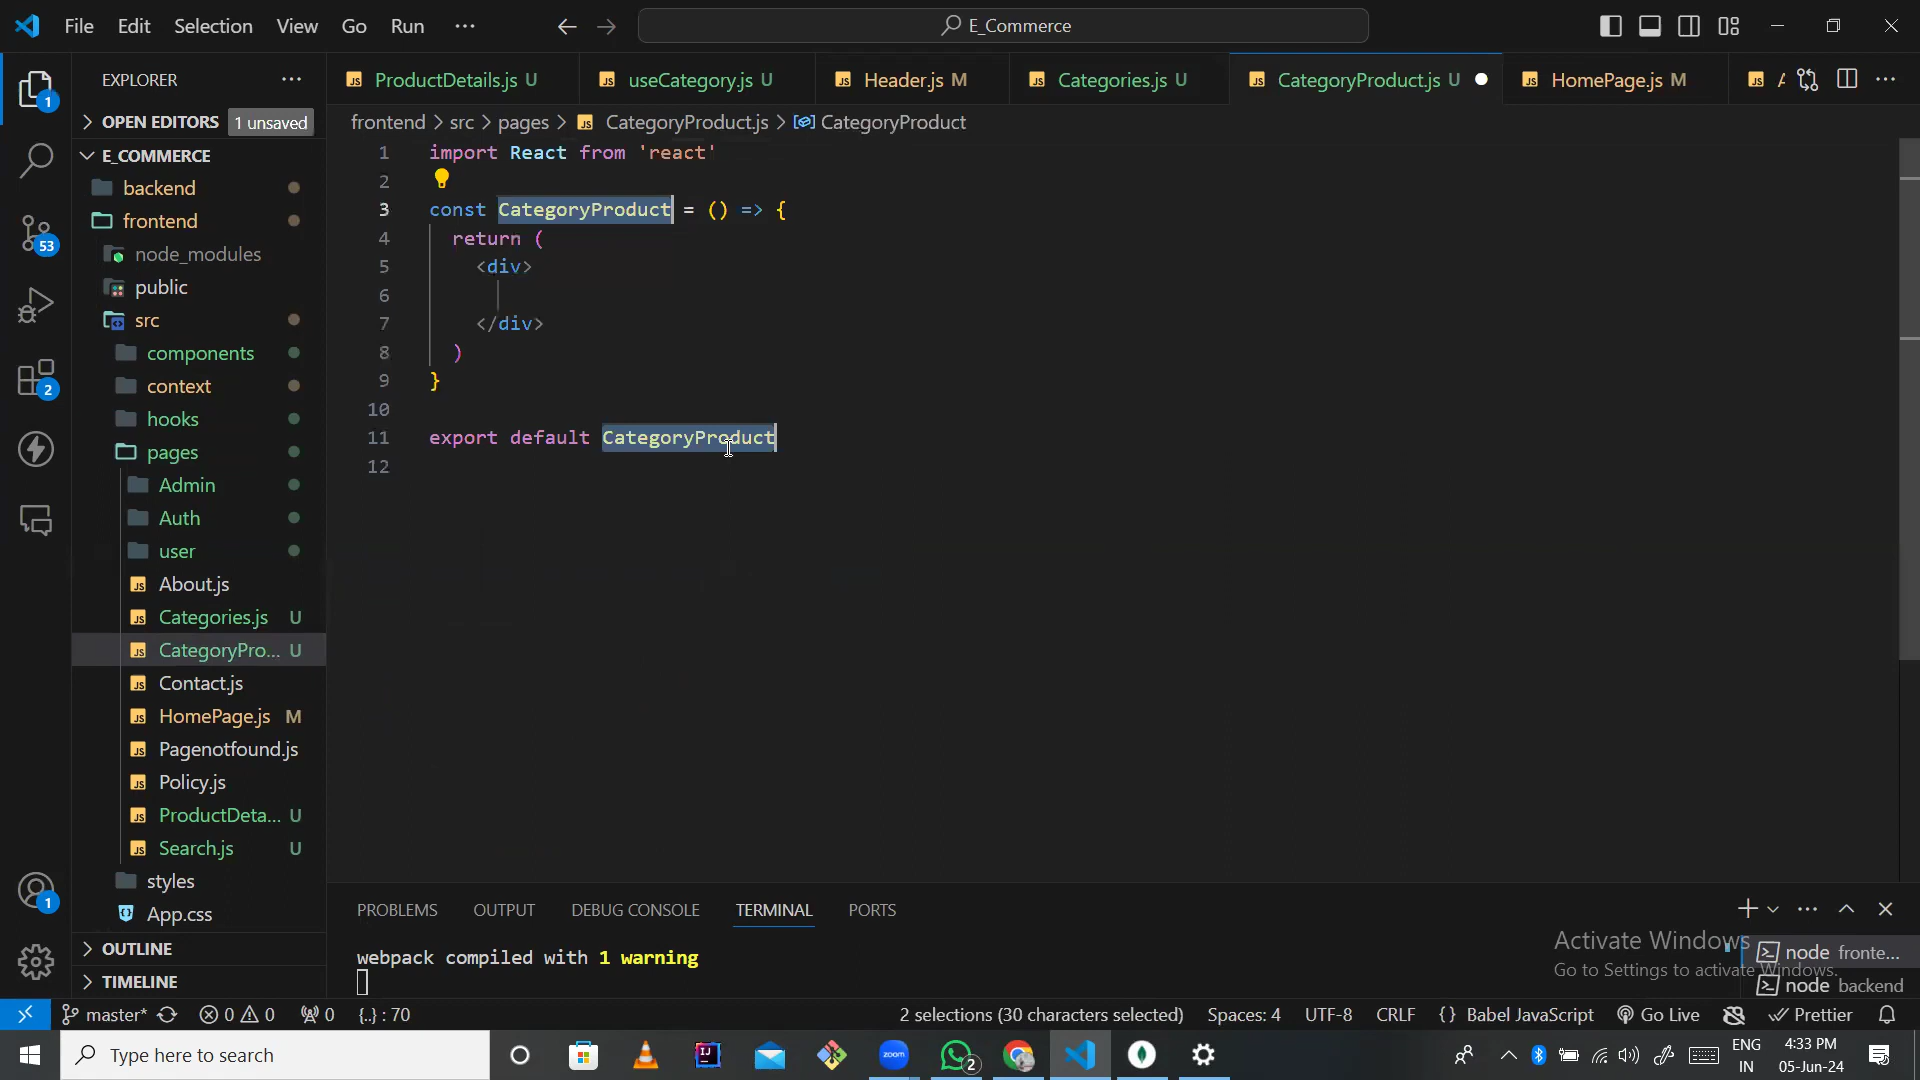 File Edit Selection View Go Run ··· E_Commerce
EXPLORER ···
ProductDetails.js U useCategory.js U Header.js M Categories.js U CategoryProduct.js U HomePage.js M
OPEN EDITORS 1 unsaved
frontend > src > pages > CategoryProduct.js > CategoryProduct
E_COMMERCE
backend
frontend
node_modules
public
src
components
context
hooks
pages
Admin
Auth
user
About.js
Categories.js U
CategoryPro... U
Contact.js
HomePage.js M
Pagenotfound.js
Policy.js
ProductDeta... U
Search.js U
styles
App.css
OUTLINE
TIMELINE
1 import React from 'react'
2
3 const CategoryProduct = () => {
4 return (
5 <div>
6
7 </div>
8 )
9 }
10
11 export default CategoryProduct
12
1
53
2
1
PROBLEMS OUTPUT DEBUG CONSOLE TERMINAL PORTS
webpack compiled with 1 warning
Activate Windows
Go to Settings to activate Windows.
node fronte...
node backend
master* 0 0 0 {..} : 70 2 selections (30 characters selected) Spaces: 4 UTF-8 CRLF {} Babel JavaScript Go Live Prettier
Type here to search
zoom
2
ENG
IN
4:33 PM
05-Jun-24